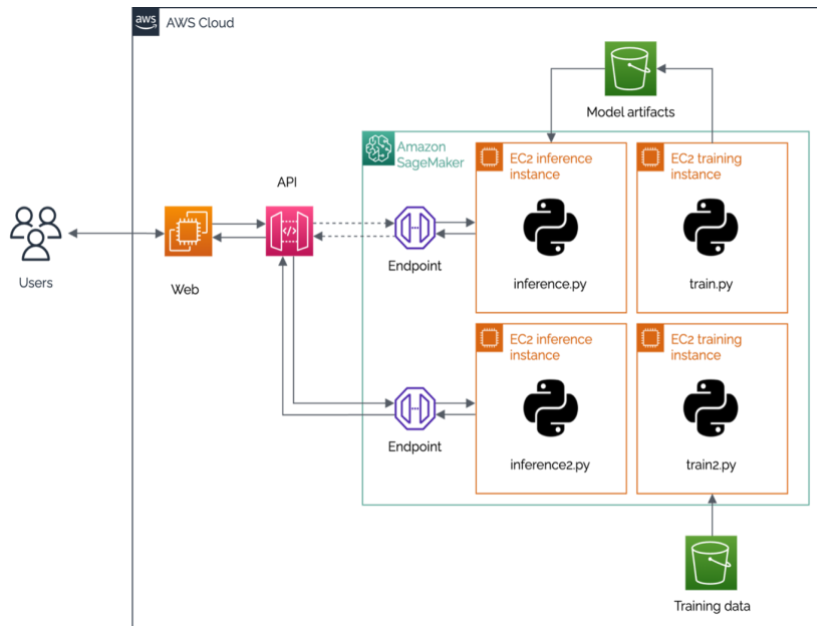 aws
AWS Cloud
Model artifacts
Amazon
SageMaker
EC2 inference
instance
EC2 training
instance
API
Users
Web
Endpoint
inference.py
train.py
EC2 inference
instance
EC2 training
instance
Endpoint
inference2.py
train2.py
Training data